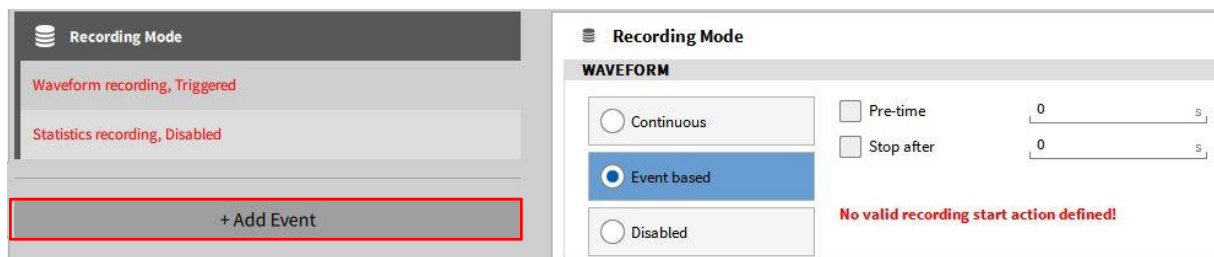 Recording Mode
Waveform recording, Triggered
Statistics recording, Disabled
+ Add Event
Recording Mode
WAVEFORM
Continuous
Event based
Disabled
Pre-time 0 s
Stop after 0 s
No valid recording start action defined!